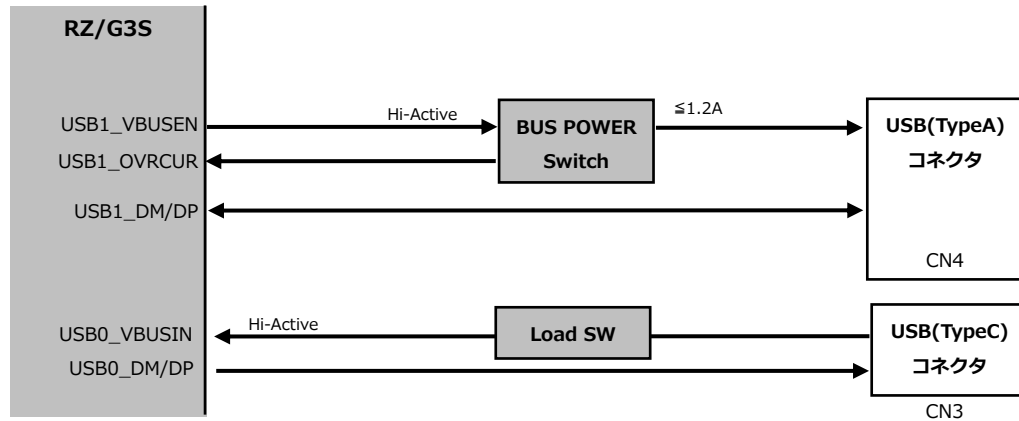 RZ/G3S
USB1_VBUSEN
Hi-Active
BUS POWER
Switch
≦1.2A
USB(TypeA)
コネクタ
USB1_OVRCUR
USB1_DM/DP
CN4
USB0_VBUSIN
Hi-Active
Load SW
USB(TypeC)
コネクタ
USB0_DM/DP
CN3